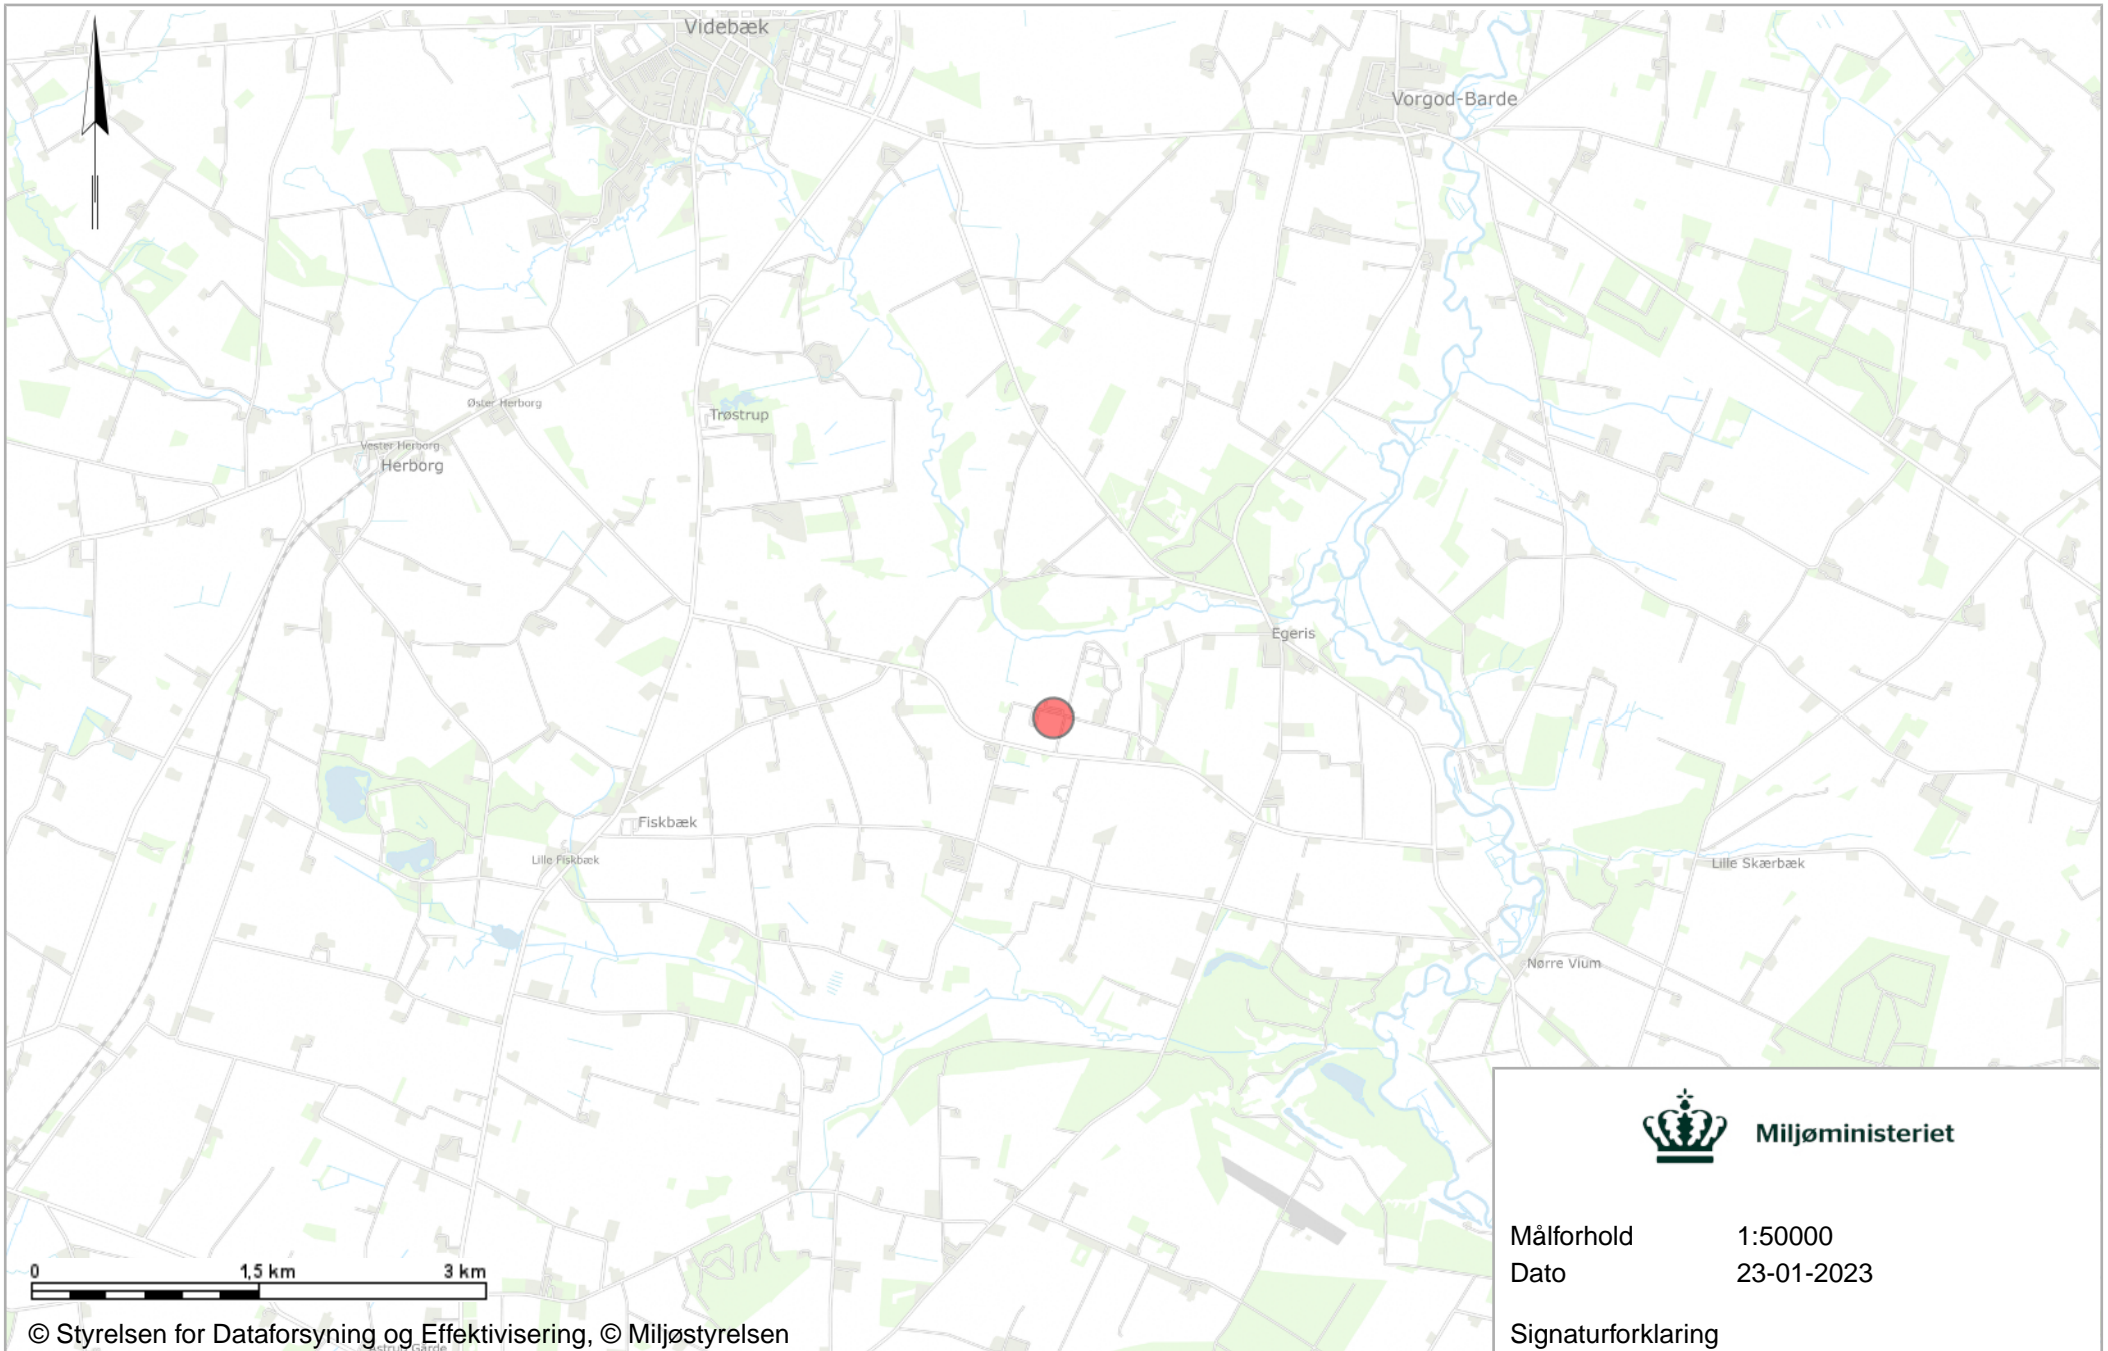 Videbæk
Vorgod-Barde
Øster Herborg
Trøstrup
Vester Herborg
Herborg
Egeris
Fiskbæk
Lille Fiskbæk
Lille Skærbæk
Nørre Vium
Miljøministeriet
Målforhold 1:50000
Dato 23-01-2023
Signaturforklaring
0 1,5 km 3 km
© Styrelsen for Dataforsyning og Effektivisering, © Miljøstyrelsen